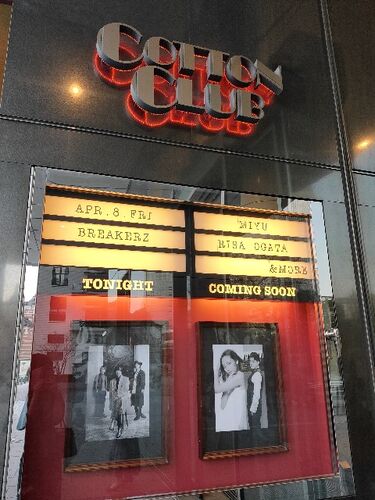 COTTON
CLUB
APR.8.FRI
BREAKERZ
TONIGHT
MIYU
RISA OGATA
&MORE
COMING SOON